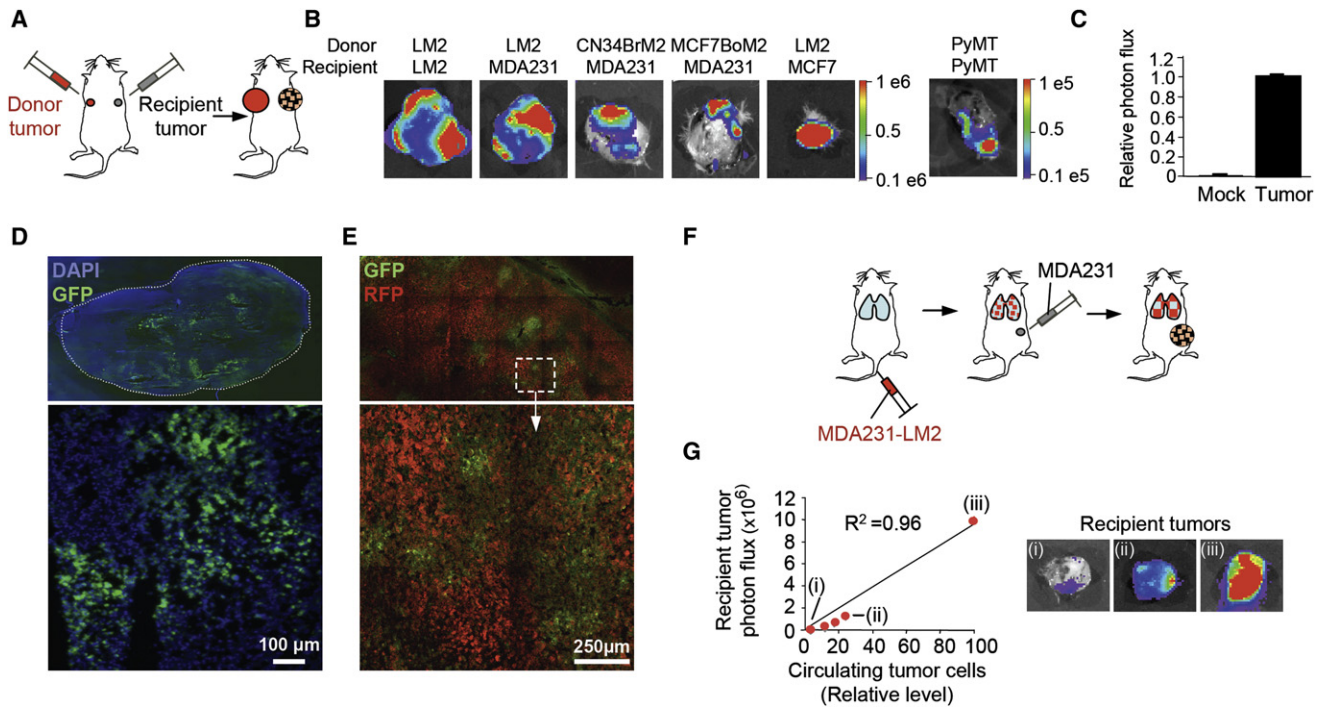 A
Donor
tumor
Recipient
tumor
B
Donor LM2 LM2 CN34BrM2 MCF7BoM2 LM2 PyMT
Recipient LM2 MDA231 MDA231 MDA231 MCF7 PyMT
1e6
0.5
0.1 e6
1 e5
0.5
0.1 e5
C
Relative photon flux
1.2
1.0
0.8
0.6
0.4
0.2
0
Mock Tumor
D
DAPI
GFP
100 µm
E
GFP
RFP
250µm
F
MDA231
MDA231-LM2
G
Recipient tumor
photon flux (x10⁶)
12
10
8
6
4
2
0
R² =0.96
(i)
(ii)
(iii)
0 20 40 60 80 100
Circulating tumor cells
(Relative level)
Recipient tumors
(i) (ii) (iii)